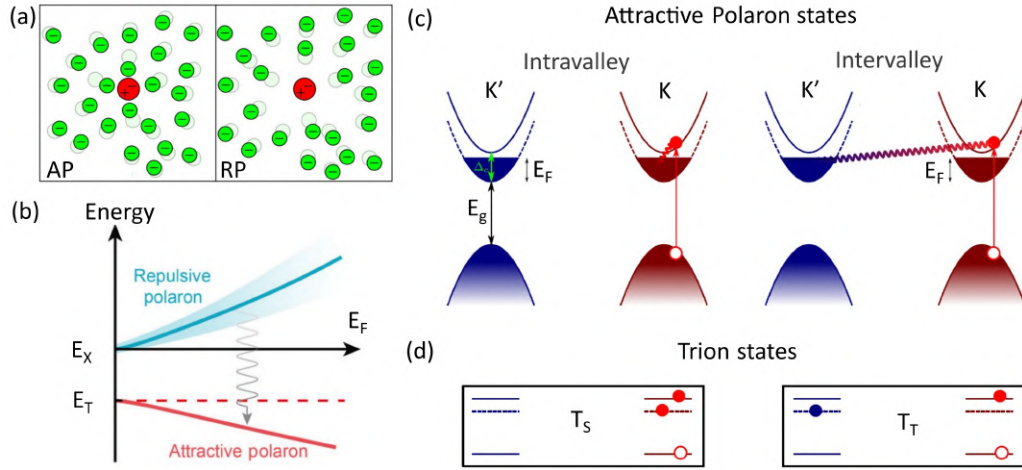 (a)
AP
RP
(b)
Energy
Repulsive
polaron
E_F
E_X
E_T
Attractive polaron
(c)
Attractive Polaron states
Intravalley
Intervalley
K'
K
K'
K
E_F
E_F
E_g
(d)
Trion states
T_S
T_T